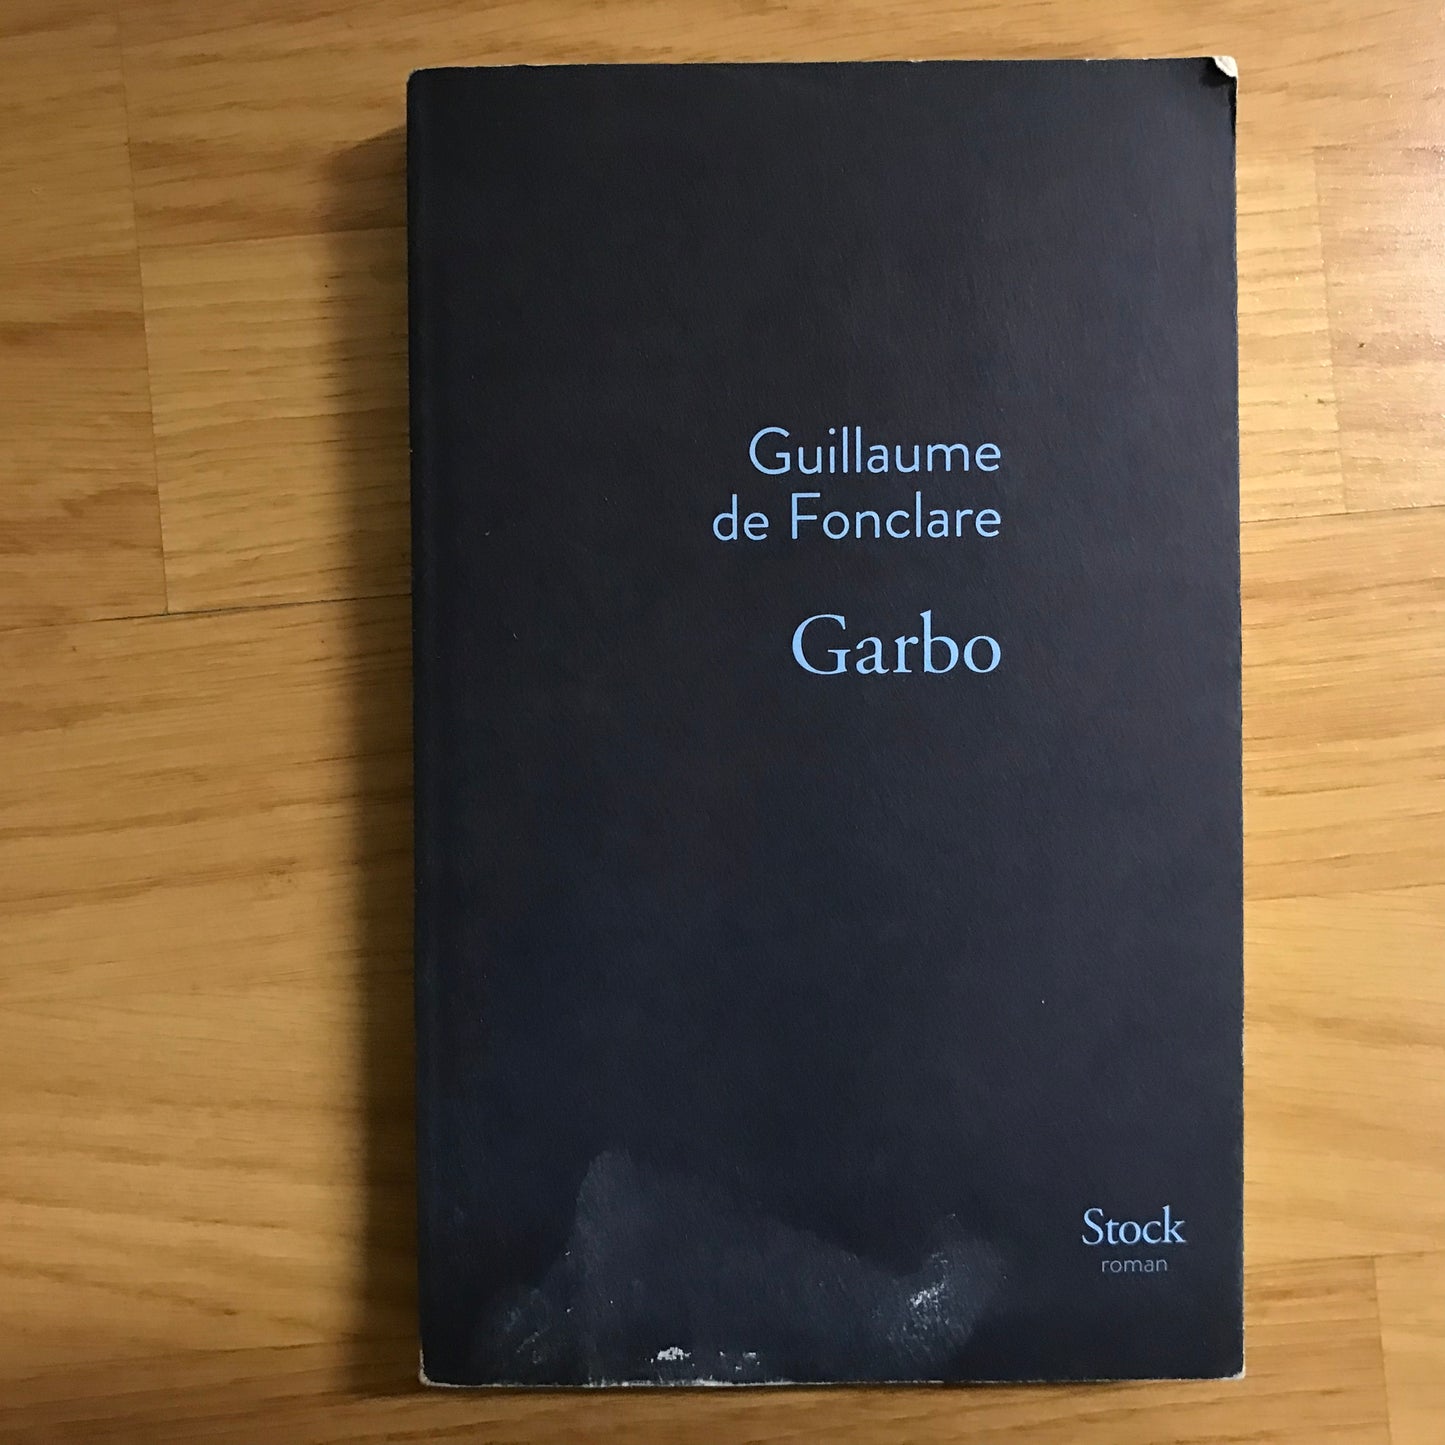 Guillaume
de Fonclare
Garbo
Stock
roman